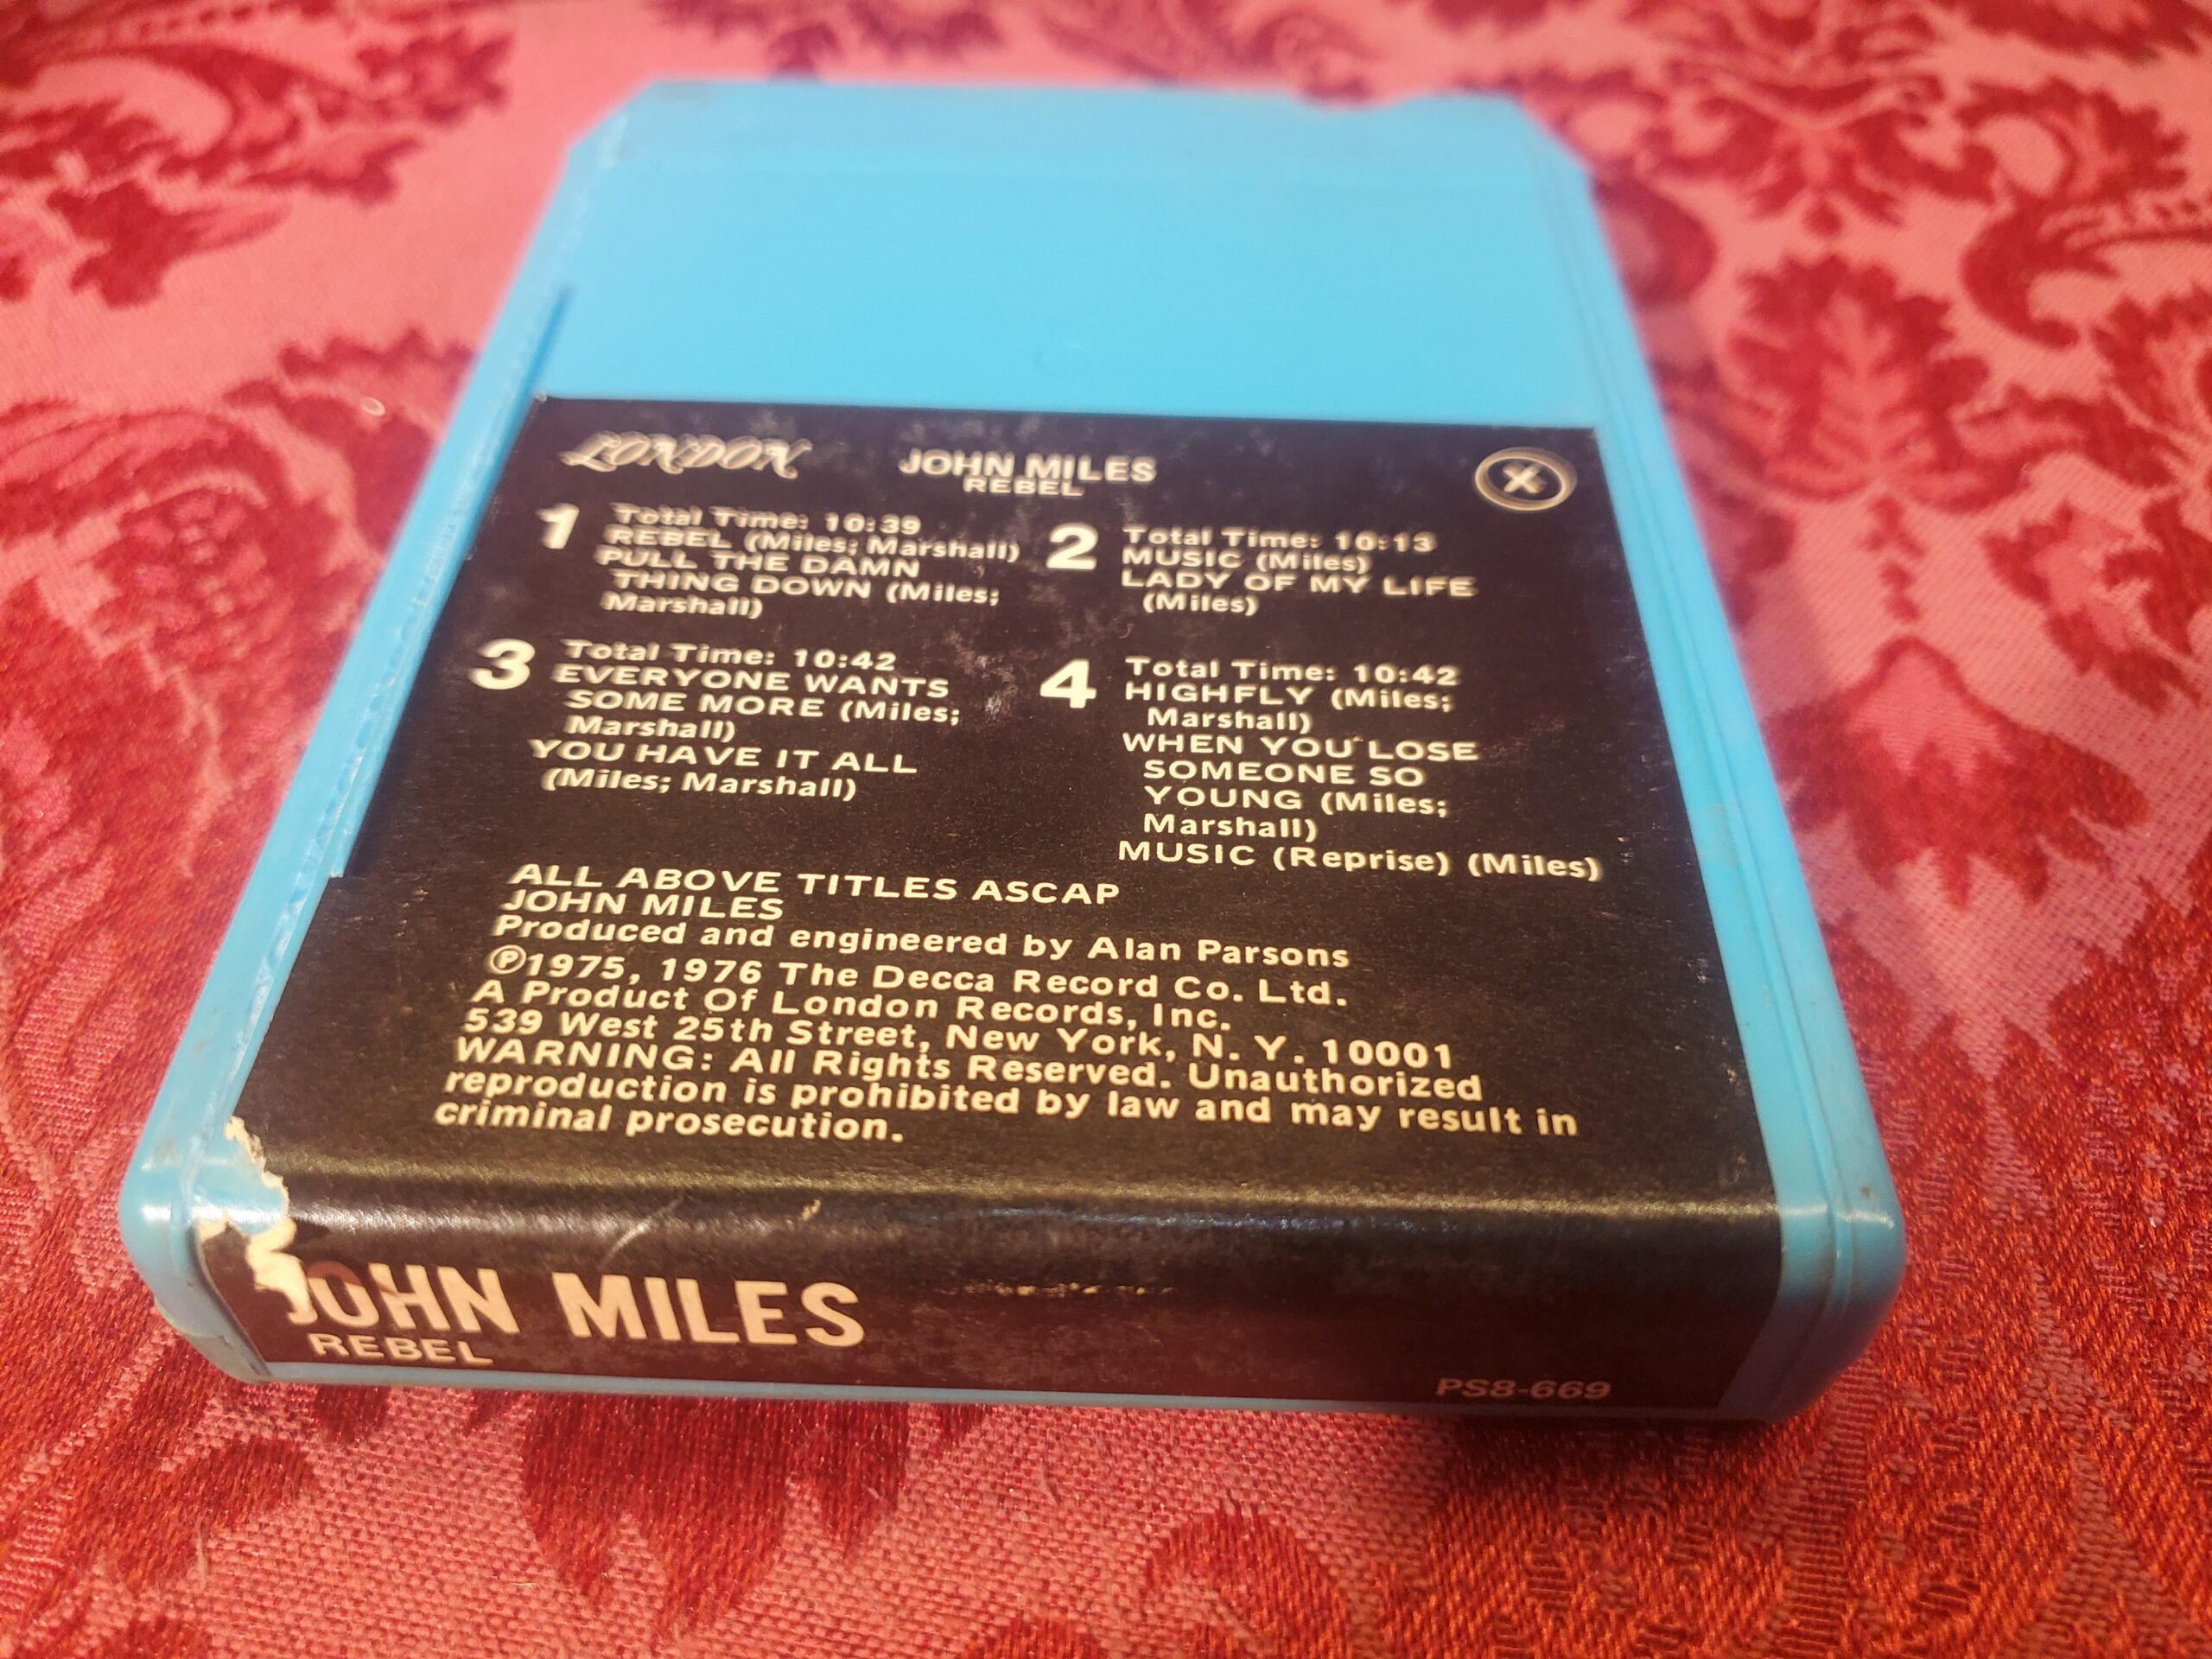 LONDON
JOHN MILES
REBEL
X
1 Total Time: 10:39
REBEL (Miles; Marshall)
PULL THE DAMN
THING DOWN (Miles;
Marshall)
2 Total Time: 10:13
MUSIC (Miles)
LADY OF MY LIFE
(Miles)
3 Total Time: 10:42
EVERYONE WANTS
SOME MORE (Miles;
Marshall)
YOU HAVE IT ALL
(Miles; Marshall)
4 Total Time: 10:42
HIGHFLY (Miles;
Marshall)
WHEN YOU LOSE
SOMEONE SO
YOUNG (Miles;
Marshall)
MUSIC (Reprise) (Miles)
ALL ABOVE TITLES ASCAP
JOHN MILES
Produced and engineered by Alan Parsons
℗1975, 1976 The Decca Record Co. Ltd.
A Product Of London Records, Inc.
539 West 25th Street, New York, N. Y. 10001
WARNING: All Rights Reserved. Unauthorized
reproduction is prohibited by law and may result in
criminal prosecution.
JOHN MILES
REBEL
PS8-669